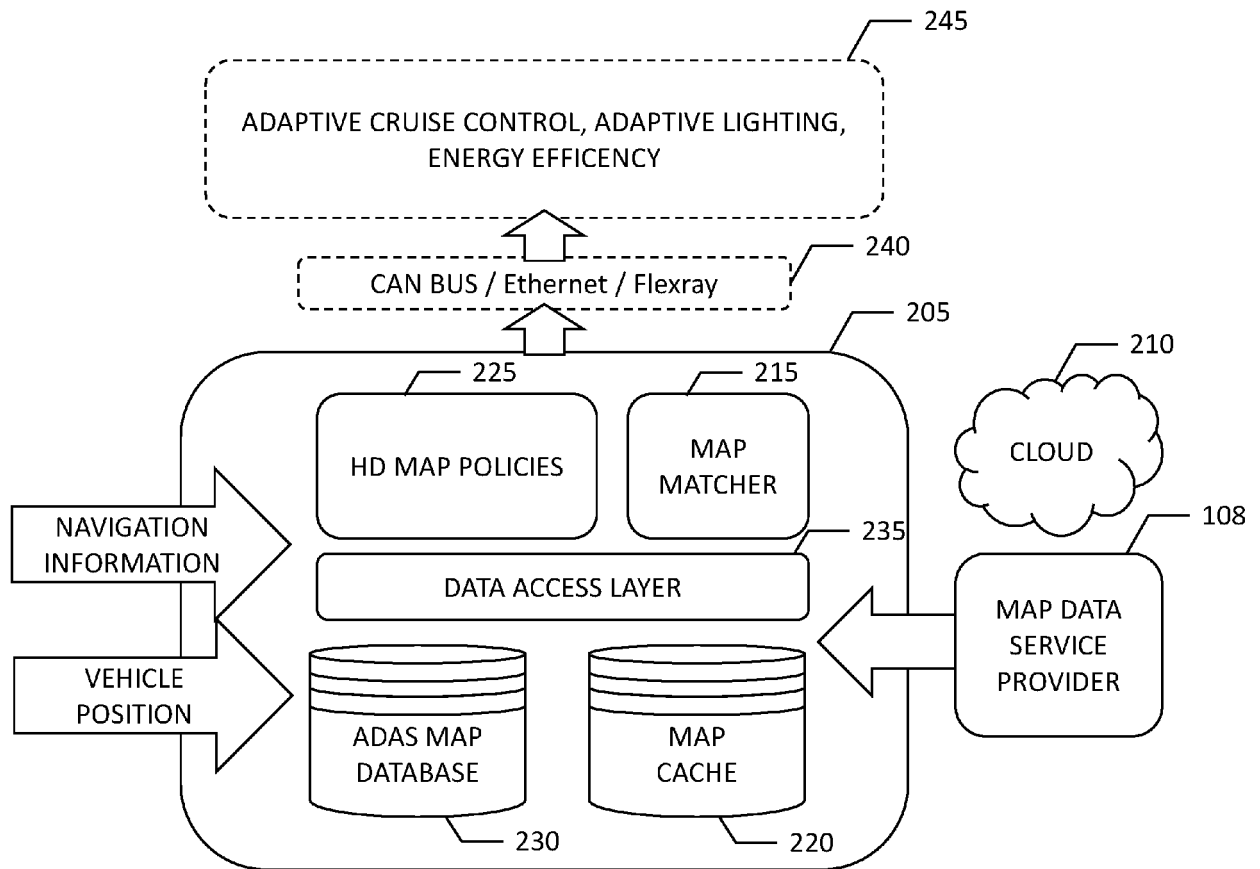 245
ADAPTIVE CRUISE CONTROL, ADAPTIVE LIGHTING,
ENERGY EFFICENCY
240
CAN BUS / Ethernet / Flexray
205
225
215
210
HD MAP POLICIES
MAP
MATCHER
CLOUD
NAVIGATION
INFORMATION
235
108
DATA ACCESS LAYER
MAP DATA
SERVICE
PROVIDER
VEHICLE
POSITION
ADAS MAP
DATABASE
MAP
CACHE
230
220